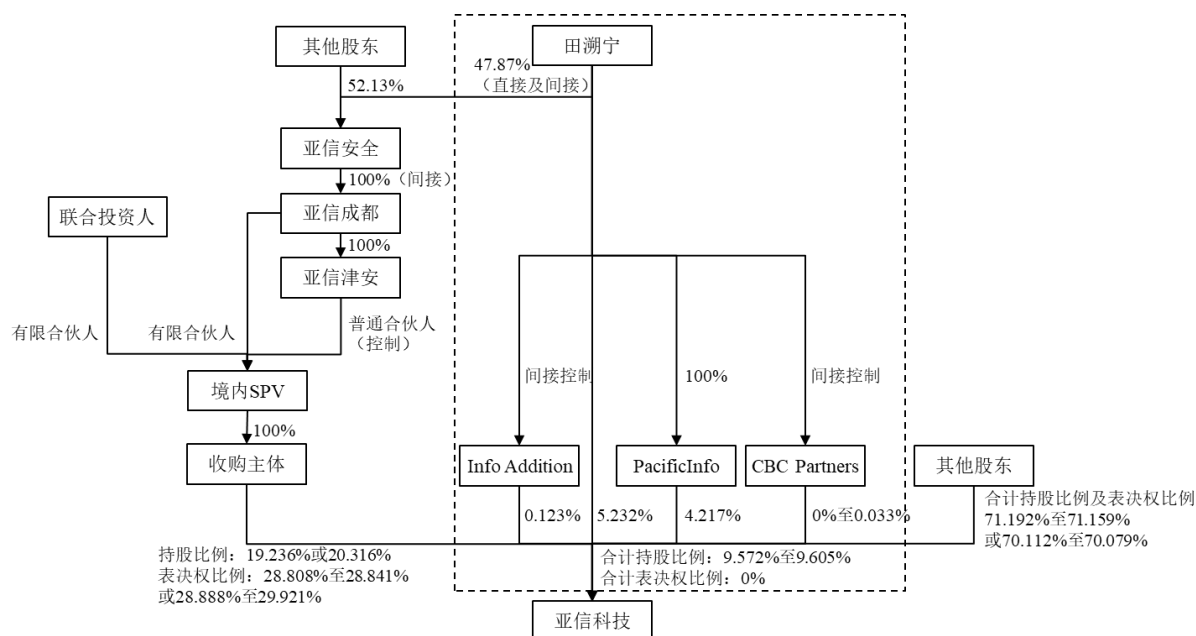 其他股东
田溯宁
47.87%
（直接及间接）
52.13%
亚信安全
100%（间接）
联合投资人
亚信成都
100%
亚信津安
有限合伙人
有限合伙人
普通合伙人
（控制）
境内SPV
间接控制
100%
间接控制
100%
收购主体
Info Addition
PacificInfo
CBC Partners
其他股东
0.123%
5.232%
4.217%
0%至0.033%
合计持股比例及表决权比例
71.192%至71.159%
或70.112%至70.079%
持股比例：19.236%或20.316%
表决权比例：28.808%至28.841%
或28.888%至29.921%
合计持股比例：9.572%至9.605%
合计表决权比例：0%
亚信科技